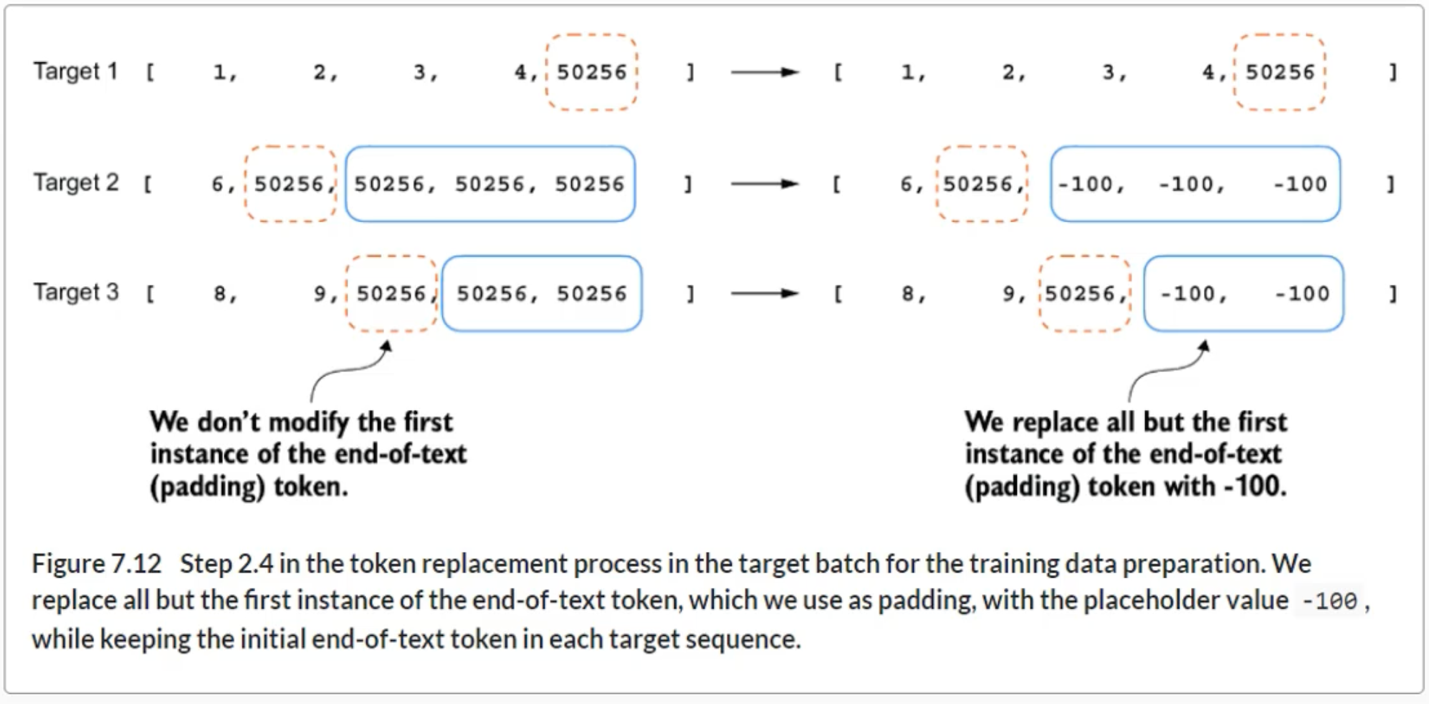 Target 1 [ 1, 2, 3, 4, 50256 ] [ 1, 2, 3, 4, 50256 ]
Target 2 [ 6, 50256, 50256, 50256, 50256 ] [ 6, 50256, -100, -100, -100 ]
Target 3 [ 8, 9, 50256, 50256, 50256 ] [ 8, 9, 50256, -100, -100 ]
We don't modify the first
instance of the end-of-text
(padding) token.
We replace all but the first
instance of the end-of-text
(padding) token with -100.
Figure 7.12 Step 2.4 in the token replacement process in the target batch for the training data preparation. We
replace all but the first instance of the end-of-text token, which we use as padding, with the placeholder value -100,
while keeping the initial end-of-text token in each target sequence.